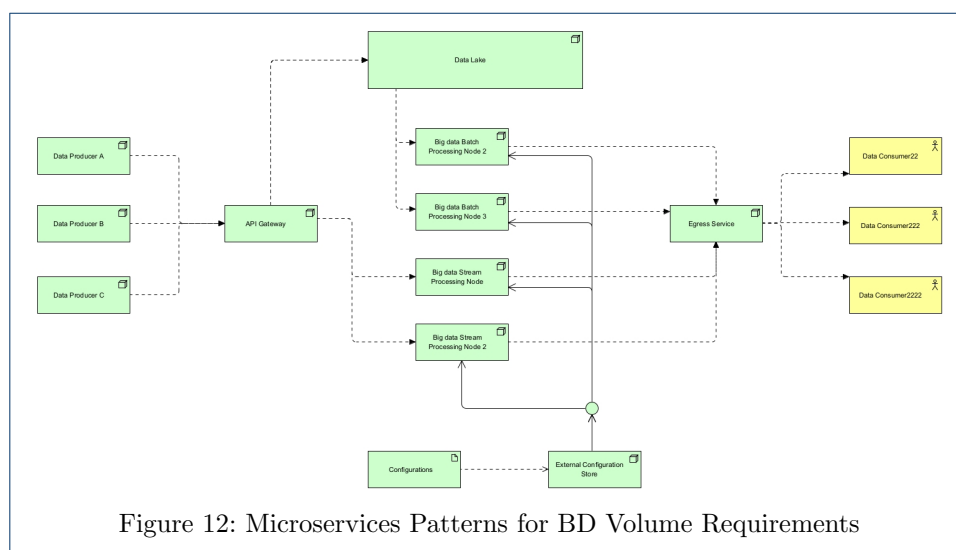 Data Lake
Big data Batch
Processing Node 2
Data Producer A
Data Consumer22
Big data Batch
Processing Node 3
Data Producer B
API Gateway
Egress Service
Data Consumer222
Big data Stream
Processing Node
Data Producer C
Data Consumer2222
Big data Stream
Processing Node 2
Configurations
External Configuration
Store
Figure 12: Microservices Patterns for BD Volume Requirements